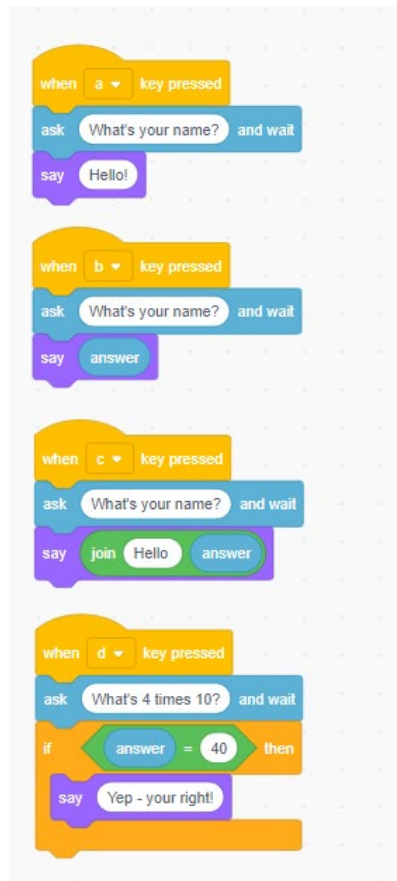 when a key pressed
ask What's your name? and wait
say Hello!
when b key pressed
ask What's your name? and wait
say answer
when c key pressed
ask What's your name? and wait
say join Hello answer
when d key pressed
ask What's 4 times 10? and wait
if answer = 40 then
say Yep - your right!